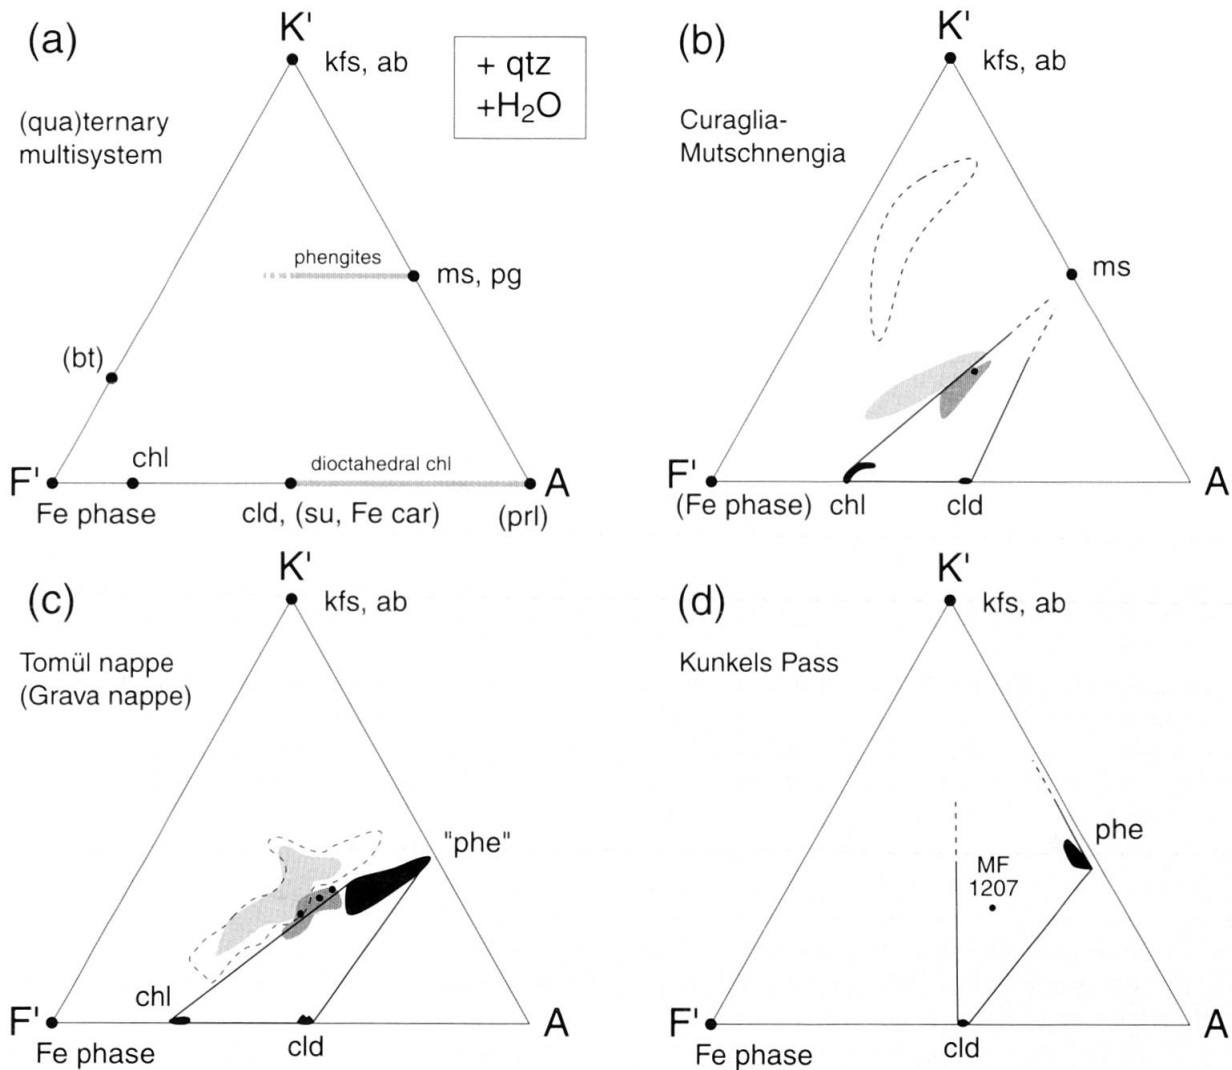 (a)
K'
kfs, ab
+ qtz
+H₂O
(qua)ternary
multisystem
phengites
ms, pg
(bt)
chl
dioctahedral chl
F'
A
Fe phase
cld, (su, Fe car)
(prl)
(b)
K'
kfs, ab
Curaglia-
Mutschnengia
ms
F'
A
(Fe phase)
chl
cld
(c)
K'
kfs, ab
Tomül nappe
(Grava nappe)
"phe"
chl
F'
A
Fe phase
cld
(d)
K'
kfs, ab
Kunkels Pass
phe
MF
1207
F'
A
Fe phase
cld